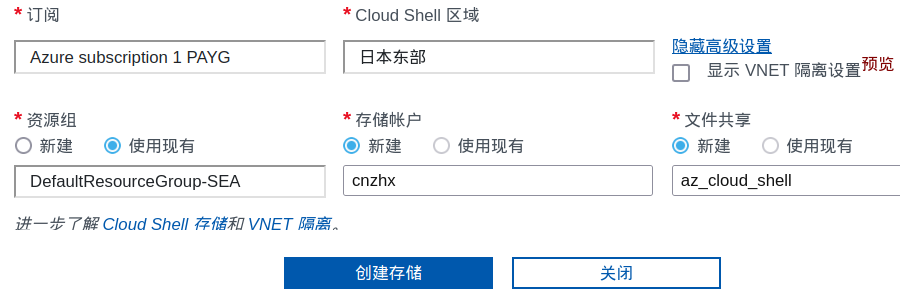 * 订阅
* Cloud Shell 区域
Azure subscription 1 PAYG
日本东部
隐藏高级设置
显示 VNET 隔离设置预览
* 资源组
* 存储帐户
* 文件共享
新建 使用现有
新建 使用现有
新建 使用现有
DefaultResourceGroup-SEA
cnzhx
az_cloud_shell
进一步了解 Cloud Shell 存储和 VNET 隔离。
创建存储
关闭